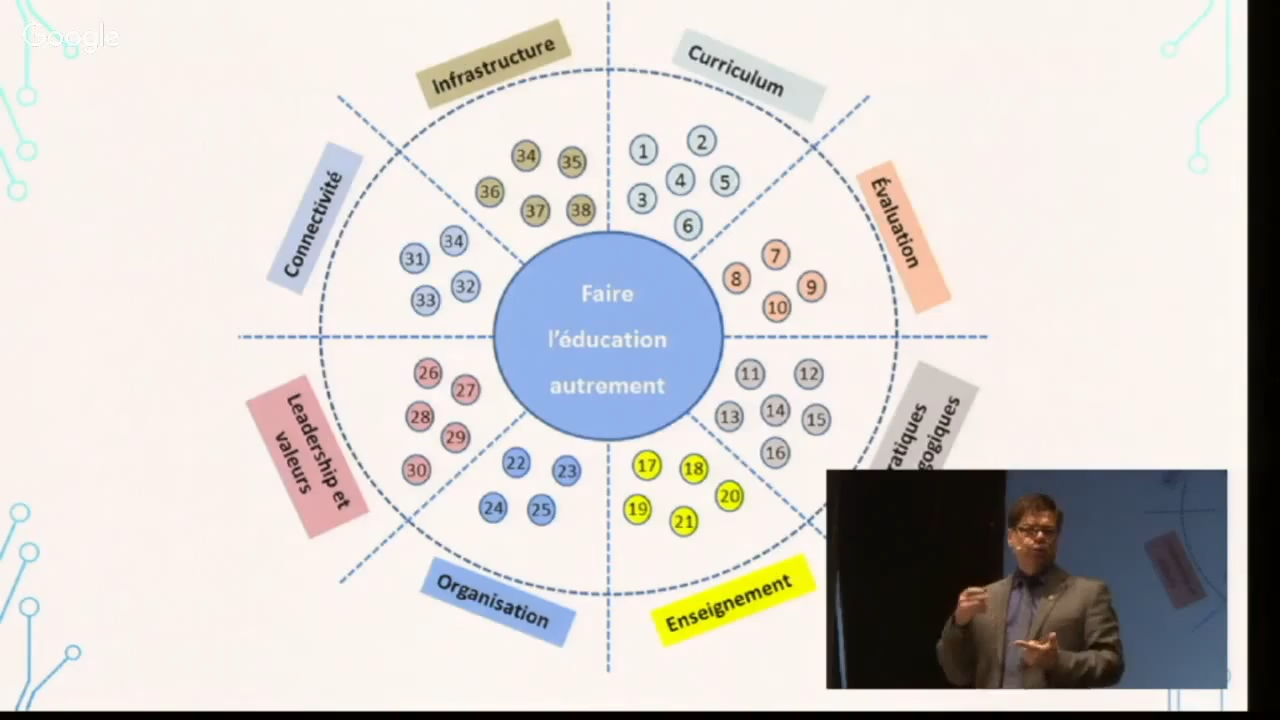 Google
Infrastructure
Curriculum
Connectivité
Évaluation
34 35
36
37 38
1 2
4 5
3
6
31 34
33 32
7
8 9
10
Faire
l'éducation
autrement
26
27
28
29
30
11 12
13 14 15
16
22 23
24 25
17 18
19 20
21
Leadership et
valeurs
Organisation
Enseignement